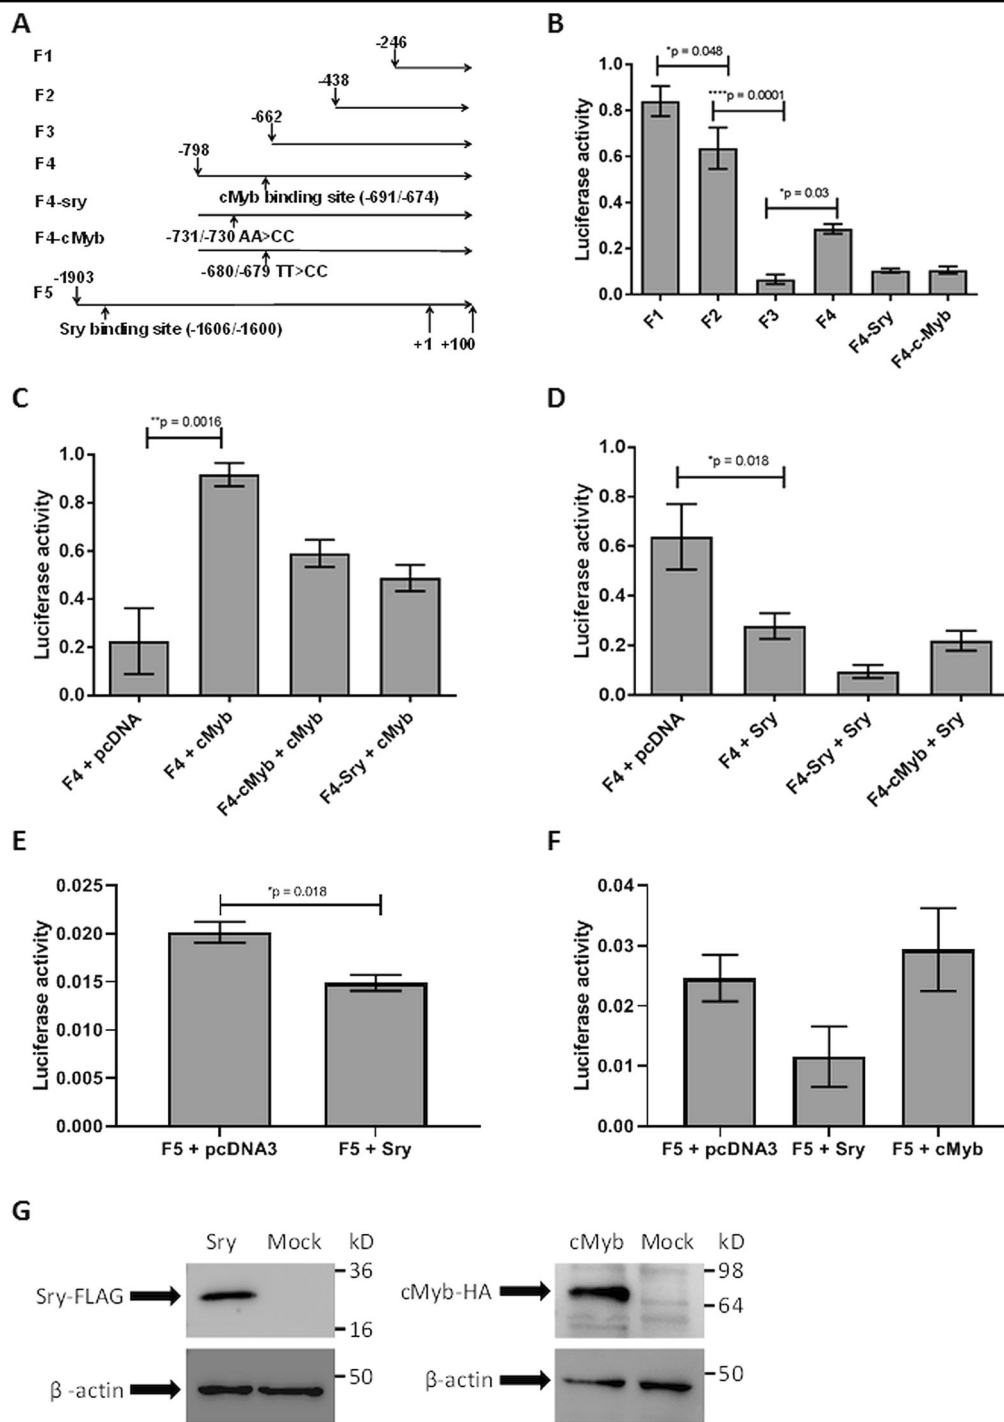 A
F1
-246
F2
-438
F3
-662
F4
-798
cMyb binding site (-691/-674)
F4-sry
-731/-730 AA>CC
F4-cMyb
-680/-679 TT>CC
-1903
F5
Sry binding site (-1606/-1600)
+1
+100
B
*p = 0.048
****p = 0.0001
*p = 0.03
Luciferase activity
1.0
0.8
0.6
0.4
0.2
0.0
F1
F2
F3
F4
F4-Sry
F4-c-Myb
C
**p = 0.0016
Luciferase activity
1.0
0.8
0.6
0.4
0.2
0.0
F4 + pcDNA
F4 + cMyb
F4-cMyb + cMyb
F4-Sry + cMyb
D
*p = 0.018
Luciferase activity
1.0
0.8
0.6
0.4
0.2
0.0
F4 + pcDNA
F4 + Sry
F4-Sry + Sry
F4-cMyb + Sry
E
*p = 0.018
Luciferase activity
0.025
0.020
0.015
0.010
0.005
0.000
F5 + pcDNA3
F5 + Sry
F
Luciferase activity
0.04
0.03
0.02
0.01
0.00
F5 + pcDNA3
F5 + Sry
F5 + cMyb
G
Sry Mock kD
36
Sry-FLAG
16
50
β -actin
cMyb Mock kD
98
cMyb-HA
64
50
β-actin